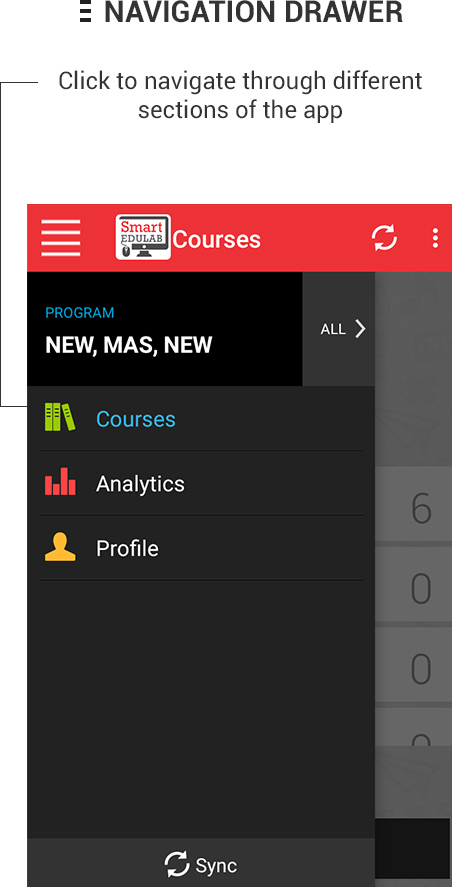 NAVIGATION DRAWER
Click to navigate through different
sections of the app
Smart
EDULAB
Courses
PROGRAM
NEW, MAS, NEW
ALL
Courses
Analytics
Profile
6
0
0
0
Sync